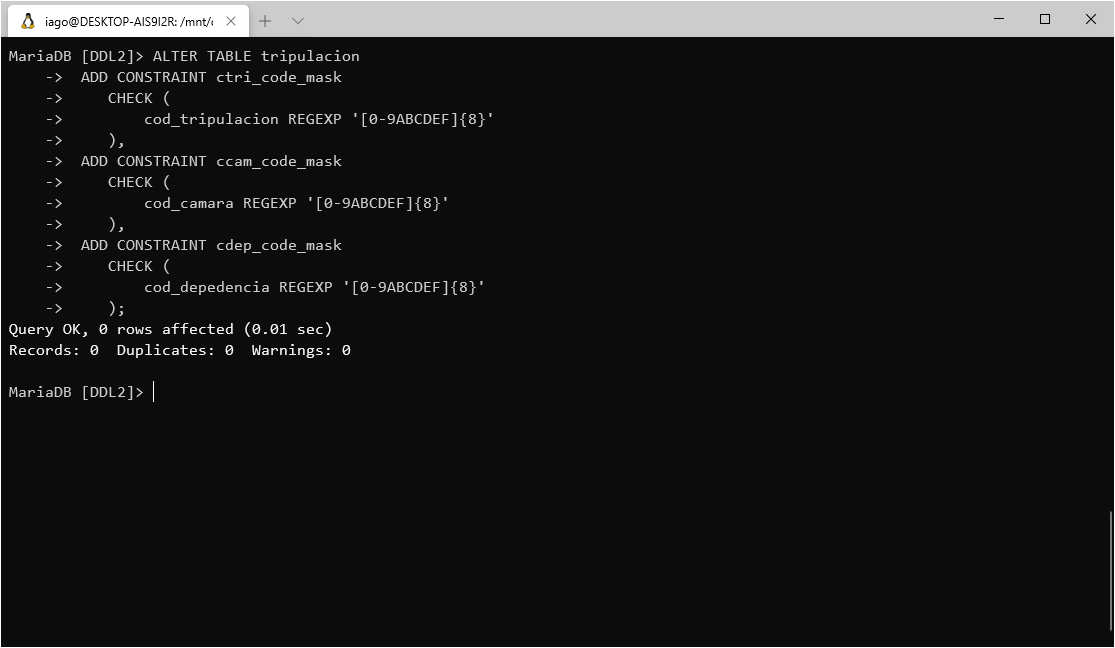 iago@DESKTOP-AIS9I2R: /mnt/c
MariaDB [DDL2]> ALTER TABLE tripulacion
    ->  ADD CONSTRAINT ctri_code_mask
    ->     CHECK (
    ->         cod_tripulacion REGEXP '[0-9ABCDEF]{8}'
    ->     ),
    ->  ADD CONSTRAINT ccam_code_mask
    ->     CHECK (
    ->         cod_camara REGEXP '[0-9ABCDEF]{8}'
    ->     ),
    ->  ADD CONSTRAINT cdep_code_mask
    ->     CHECK (
    ->         cod_depedencia REGEXP '[0-9ABCDEF]{8}'
    ->     );
Query OK, 0 rows affected (0.01 sec)
Records: 0  Duplicates: 0  Warnings: 0
MariaDB [DDL2]>